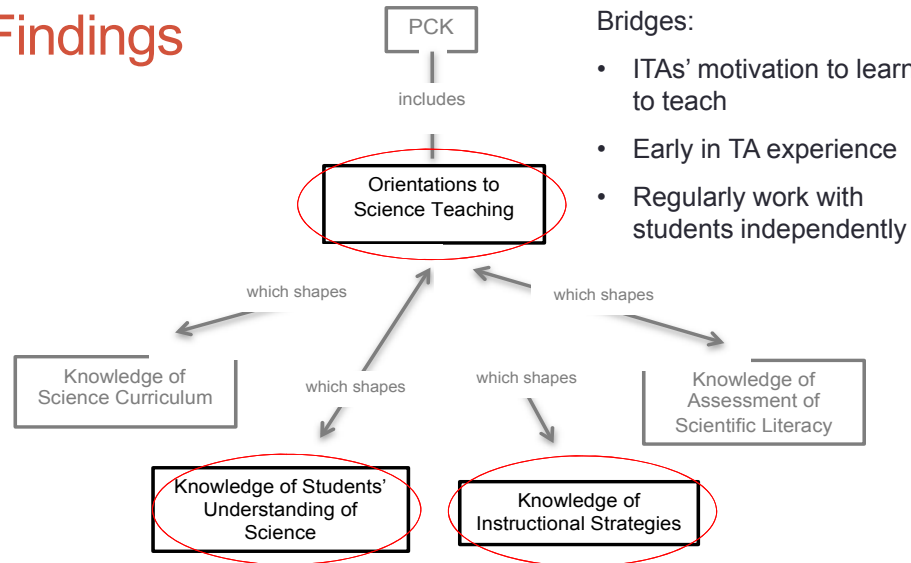 Findings
PCK
includes
Orientations to
Science Teaching
Bridges:
• ITAs' motivation to learn
to teach
• Early in TA experience
• Regularly work with
students independently
which shapes
which shapes
which shapes
which shapes
Knowledge of
Science Curriculum
Knowledge of
Assessment of
Scientific Literacy
Knowledge of Students'
Understanding of
Science
Knowledge of
Instructional Strategies